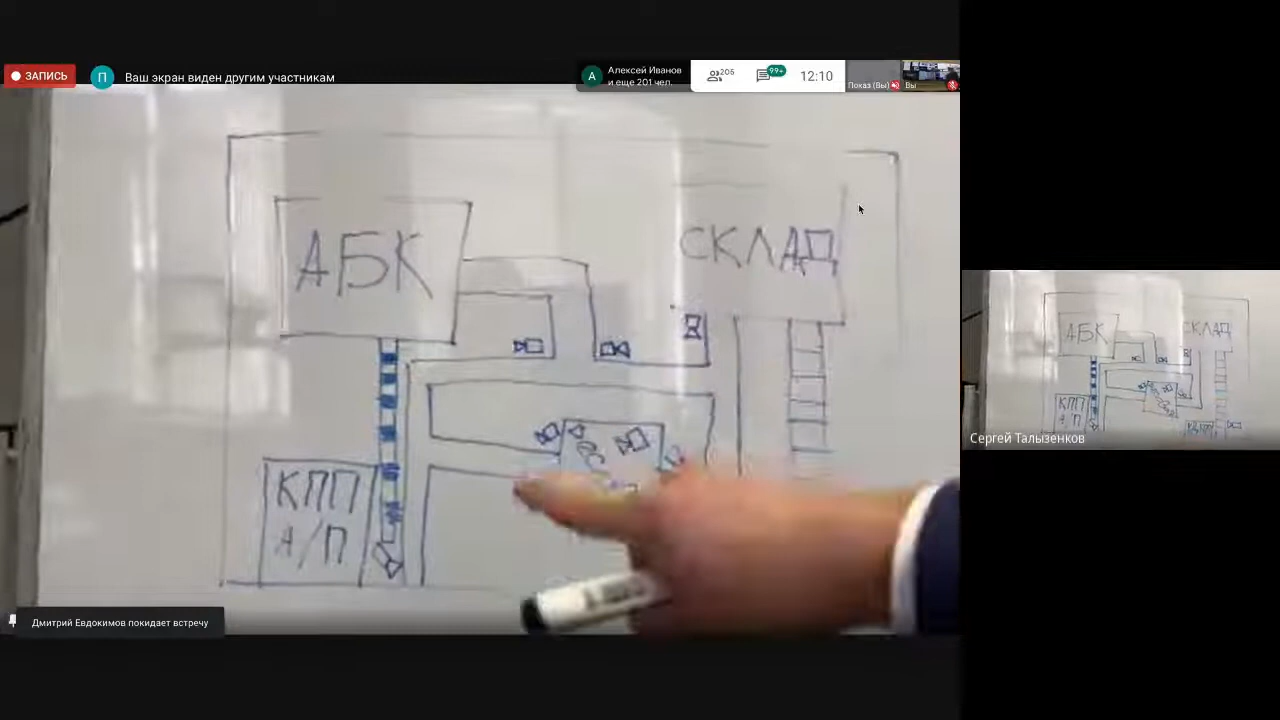 ЗАПИСЬ
П
Ваш экран виден другим участникам
А
Алексей Иванов
и еще 201 чел.
206
99+
12:10
Показ (Вы)
Вы
АБК
СКЛАД
КПП
А/П
АБК
СКЛАД
КПП
А/П
Сергей Талызенков
Дмитрий Евдокимов покидает встречу